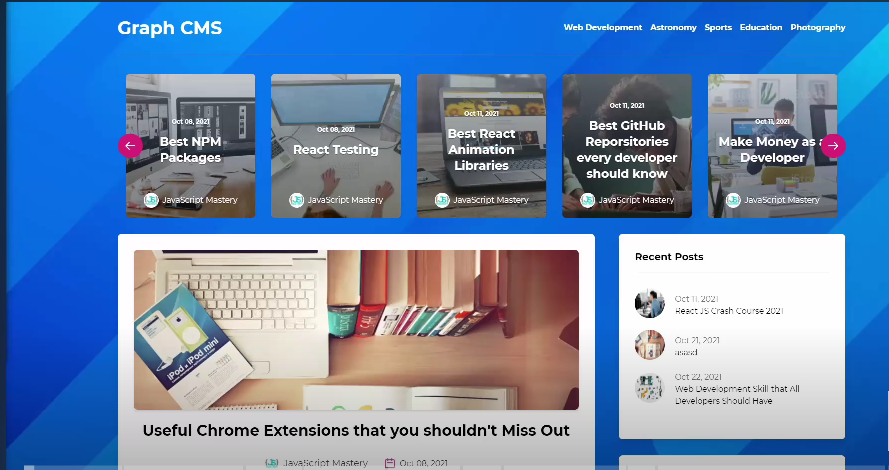 Graph CMS
Web Development Astronomy Sports Education Photography
Oct 08, 2021
Best NPM
Packages
JavaScript Mastery
Oct 08, 2021
React Testing
JavaScript Mastery
Oct 11, 2021
Best React
Animation
Libraries
JavaScript Mastery
Oct 11, 2021
Best GitHub
Reporsitories
every developer
should know
JavaScript Mastery
Oct 11, 2021
Make Money as a
Developer
JavaScript Mastery
iPod. iPod mini
Useful Chrome Extensions that you shouldn't Miss Out
JavaScript Mastery Oct 08, 2021
Recent Posts
Oct 11, 2021
React JS Crash Course 2021
Oct 21, 2021
asasd
Oct 22, 2021
Web Development Skill that All
Developers Should Have